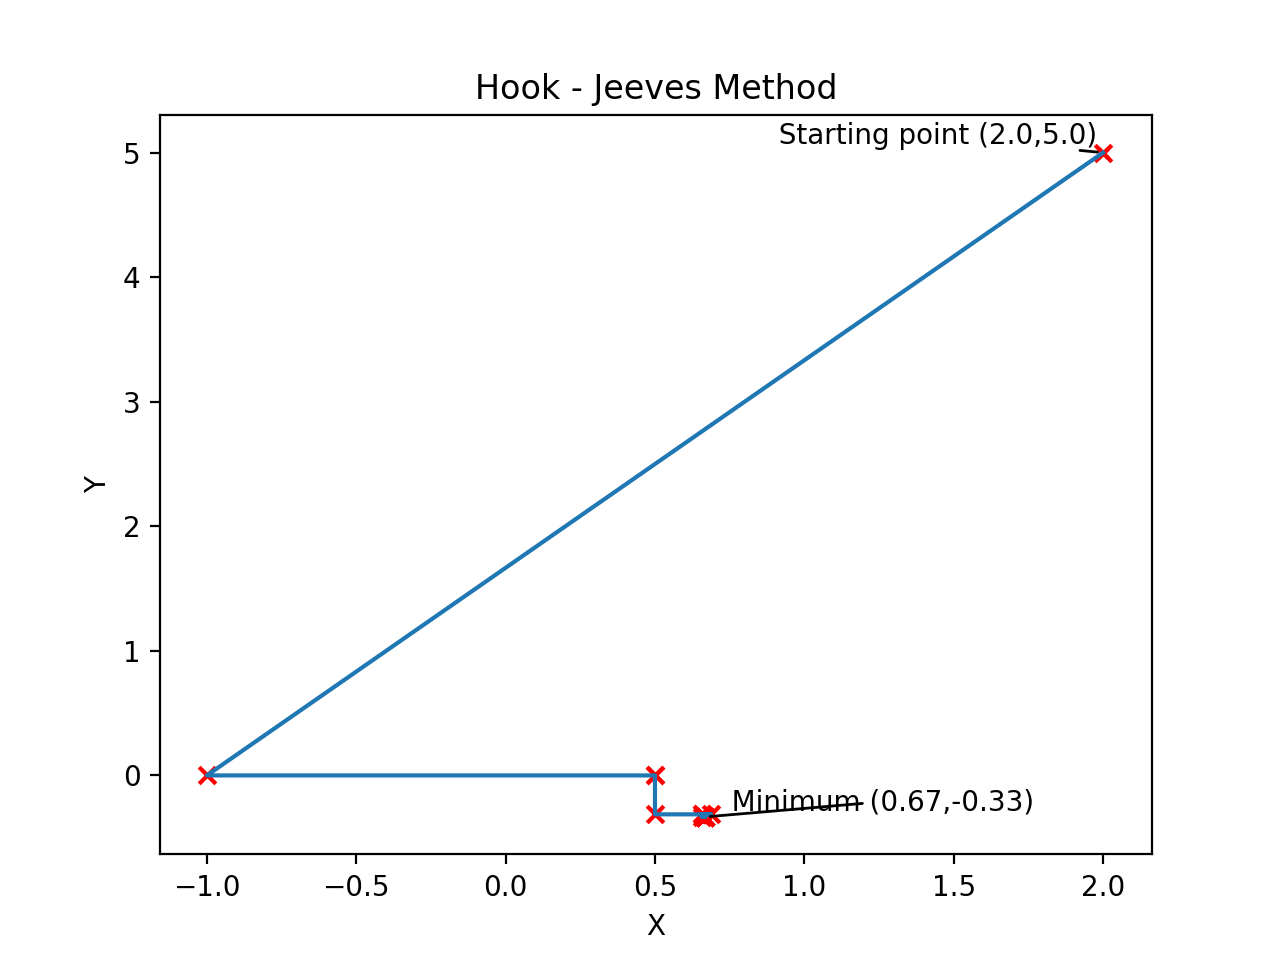 Hook - Jeeves Method
Starting point (2.0,5.0)
5
4
3
2
1
0
Y
Minimum (0.67,-0.33)
−1.0
−0.5
0.0
0.5
1.0
1.5
2.0
X